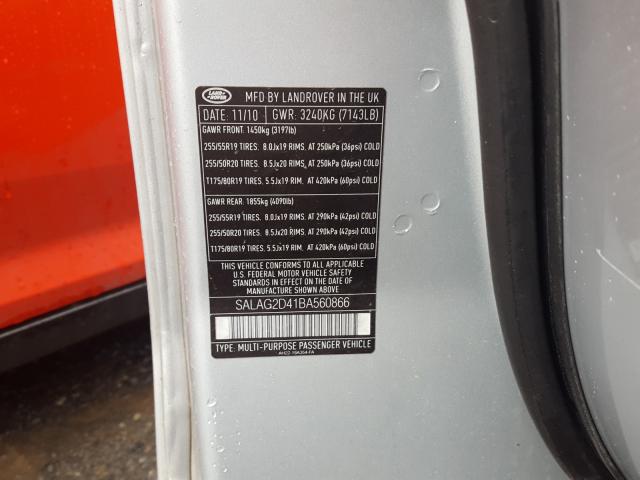 LAND ROVER
MFD BY LANDROVER IN THE UK
DATE: 11/10 GWR: 3240KG (7143LB)
GAWR FRONT. 1450kg (3197lb)
255/55R19 TIRES. 8.0Jx19 RIMS. AT 250kPa (36psi) COLD
255/50R20 TIRES. 8.5Jx20 RIMS. AT 250kPa (36psi) COLD
T175/80R19 TIRES. 5.5Jx19 RIM. AT 420kPa (60psi) COLD
GAWR REAR. 1855kg (4090lb)
255/55R19 TIRES. 8.0Jx19 RIMS. AT 290kPa (42psi) COLD
255/50R20 TIRES. 8.5Jx20 RIMS. AT 290kPa (42psi) COLD
T175/80R19 TIRES. 5.5Jx19 RIM. AT 420kPa (60psi) COLD
THIS VEHICLE CONFORMS TO ALL APPLICABLE
U.S. FEDERAL MOTOR VEHICLE SAFETY
STANDARDS IN EFFECT ON THE DATE OF
MANUFACTURE SHOWN ABOVE
SALAG2D41BA560866
TYPE: MULTI-PURPOSE PASSENGER VEHICLE
AH22-19A354-FA